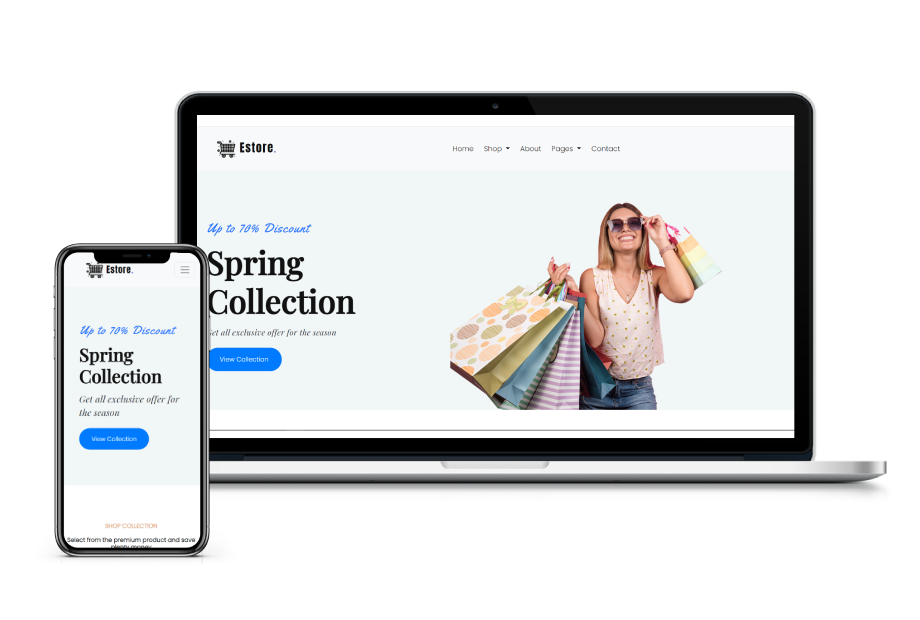 Estore.
Home Shop About Pages Contact
Up to 70% Discount
Spring
Collection
Get all exclusive offer for the season
View Collection
Estore.
Up to 70% Discount
Spring
Collection
Get all exclusive offer for
the season
View Collection
SHOP COLLECTION
Select from the premium product and save
plenty money